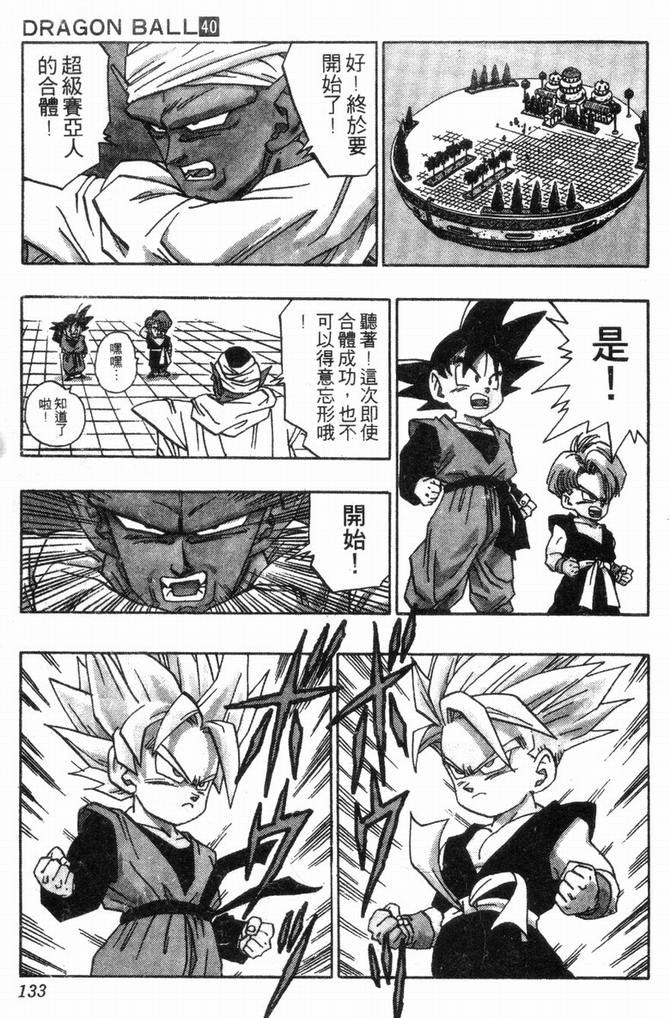 DRAGON BALL 40
好！終於要
開始了！
超級賽亞人
的合體！
是！
聽著！這次即使
合體成功，也不
可以得意忘形哦
！
嘿嘿…
知道了
啦！
開始！
133